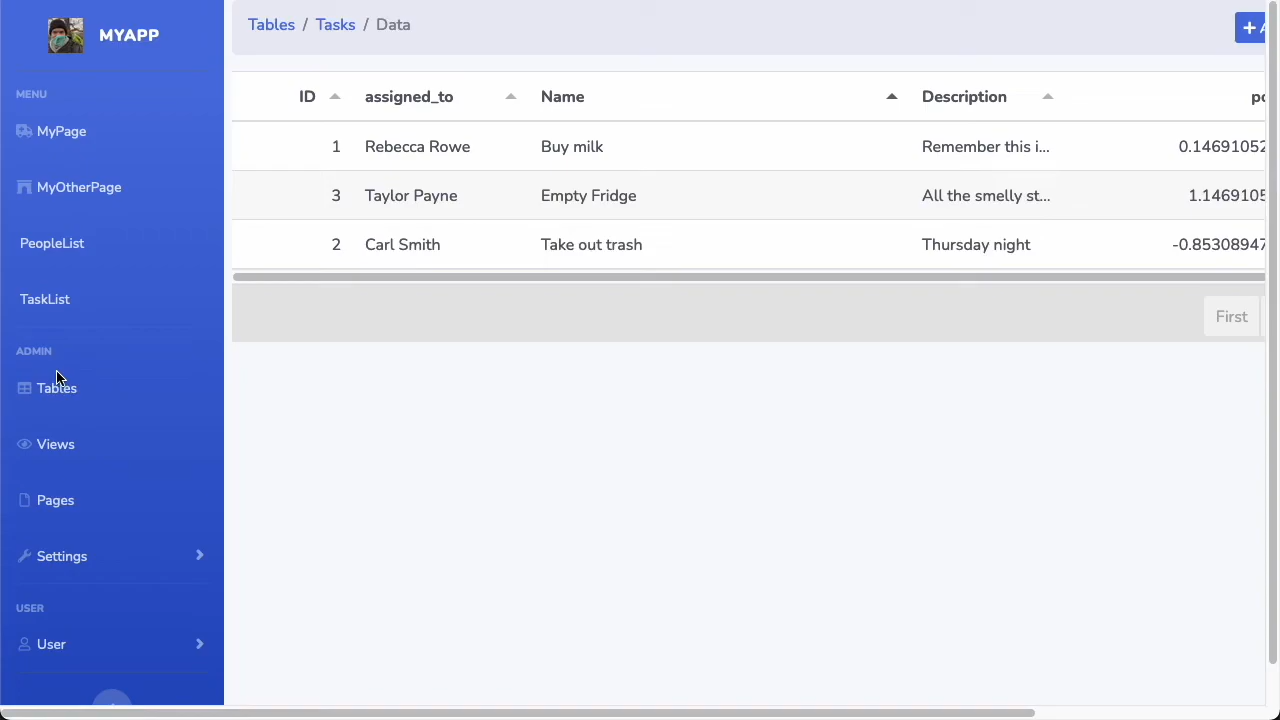 MYAPP
MENU
MyPage
MyOtherPage
PeopleList
TaskList
ADMIN
Tables
Views
Pages
Settings
USER
User
Tables / Tasks / Data
ID assigned_to Name Description
1 Rebecca Rowe Buy milk Remember this i... 0.14691052
3 Taylor Payne Empty Fridge All the smelly st... 1.1469105
2 Carl Smith Take out trash Thursday night -0.85308947
First